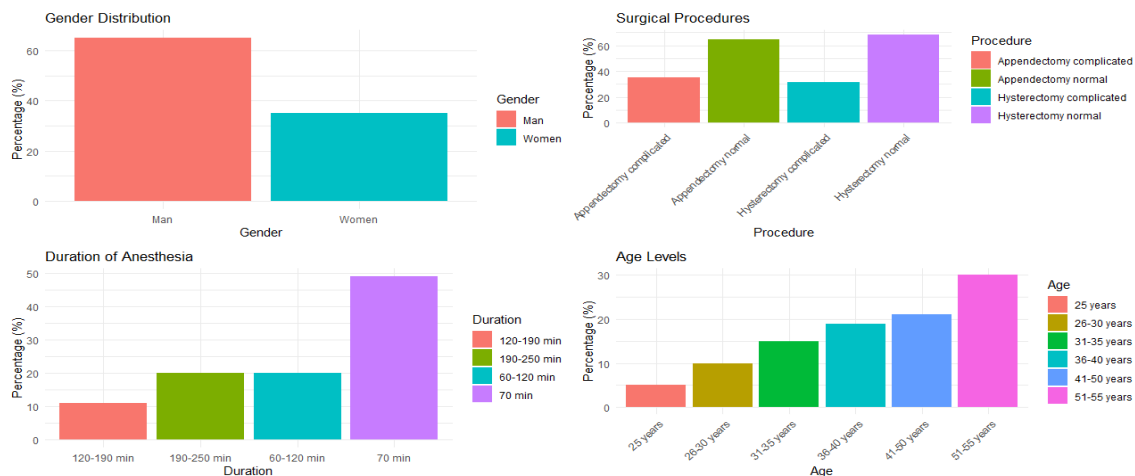 Gender Distribution
Percentage (%)
60
40
20
0
Man
Women
Gender
Gender
Man
Women
Surgical Procedures
Percentage (%)
60
40
20
0
Appendectomy complicated
Appendectomy normal
Hysterectomy complicated
Hysterectomy normal
Procedure
Procedure
Appendectomy complicated
Appendectomy normal
Hysterectomy complicated
Hysterectomy normal
Duration of Anesthesia
Percentage (%)
50
40
30
20
10
0
120-190 min
190-250 min
60-120 min
70 min
Duration
Duration
120-190 min
190-250 min
60-120 min
70 min
Age Levels
Percentage (%)
30
20
10
0
25 years
26-30 years
31-35 years
36-40 years
41-50 years
51-55 years
Age
Age
25 years
26-30 years
31-35 years
36-40 years
41-50 years
51-55 years